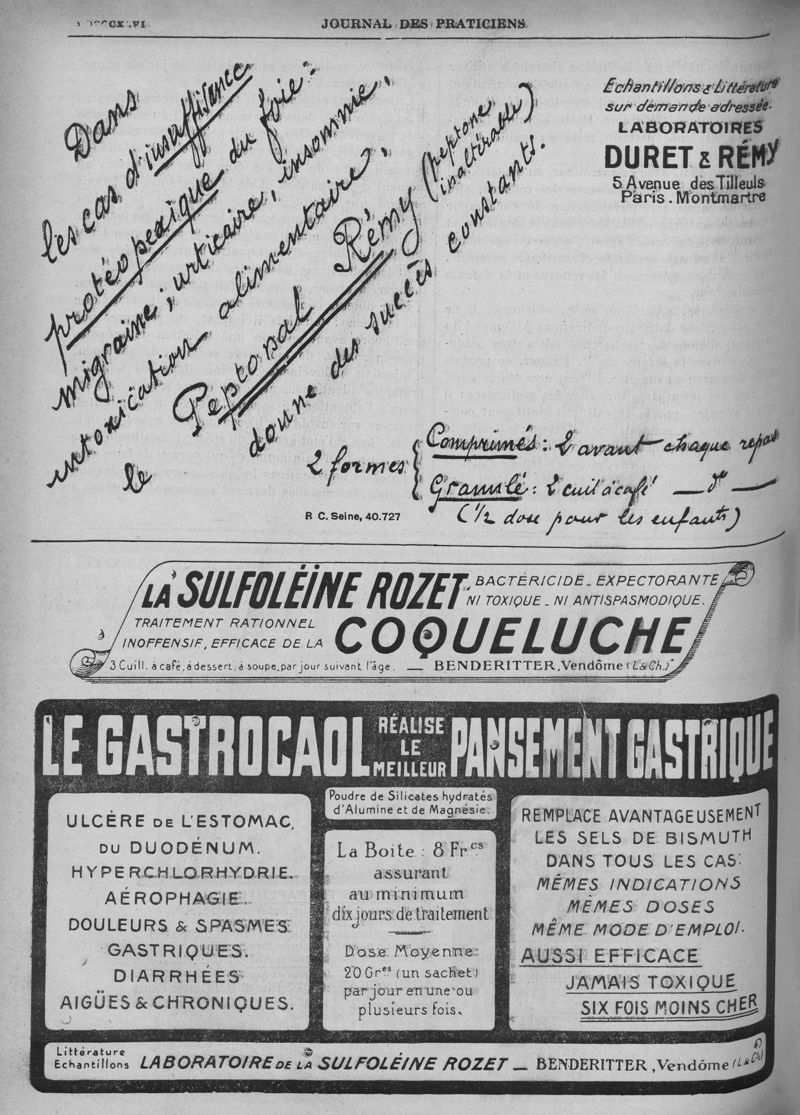 JOURNAL DES PRATICIENS
Dans
les cas d'insuffisence
protéopexique du foie :
migraine, urticaire, insomnie,
intoxication alimentaire,
le Peptonal Rémy (peptone
inaltérable)
donne des succès constants.
Echantillons & Littérature
sur demande adressée.
LABORATOIRES
DURET & RÉMY
5 Avenue des Tilleuls
Paris. Montmartre
2 formes
Comprimés : 2 avant chaque repas
Granulé : 2 cuil à café — do —
(1/2 dose pour les enfants)
R C. Seine, 40.727
LA SULFOLÉÏNE ROZET
BACTÉRICIDE - EXPECTORANTE
NI TOXIQUE - NI ANTISPASMODIQUE.
TRAITEMENT RATIONNEL
INOFFENSIF, EFFICACE DE LA COQUELUCHE
3 Cuill. à café, à dessert, à soupe, par jour suivant l'âge. — BENDERITTER, Vendôme (L & Ch.)
LE GASTROCAOL RÉALISE LE MEILLEUR PANSEMENT GASTRIQUE
ULCÈRE DE L'ESTOMAC,
DU DUODÉNUM.
HYPERCHLORHYDRIE.
AÉROPHAGIE
DOULEURS & SPASMES
GASTRIQUES.
DIARRHÉES
AIGÜES & CHRONIQUES.
Poudre de Silicates hydratés
d'Alumine et de Magnésie.
La Boite : 8 Frcs
assurant
au minimum
dix jours de traitement
Dose Moyenne:
20 Gres (un sachet)
par jour en une ou
plusieurs fois.
REMPLACE AVANTAGEUSEMENT
LES SELS DE BISMUTH
DANS TOUS LES CAS:
MÊMES INDICATIONS
MÊMES DOSES
MÊME MODE D'EMPLOI.
AUSSI EFFICACE
JAMAIS TOXIQUE
SIX FOIS MOINS CHER
Littérature
Echantillons
LABORATOIRE DE LA SULFOLÉINE ROZET — BENDERITTER, Vendôme (L & Ch)